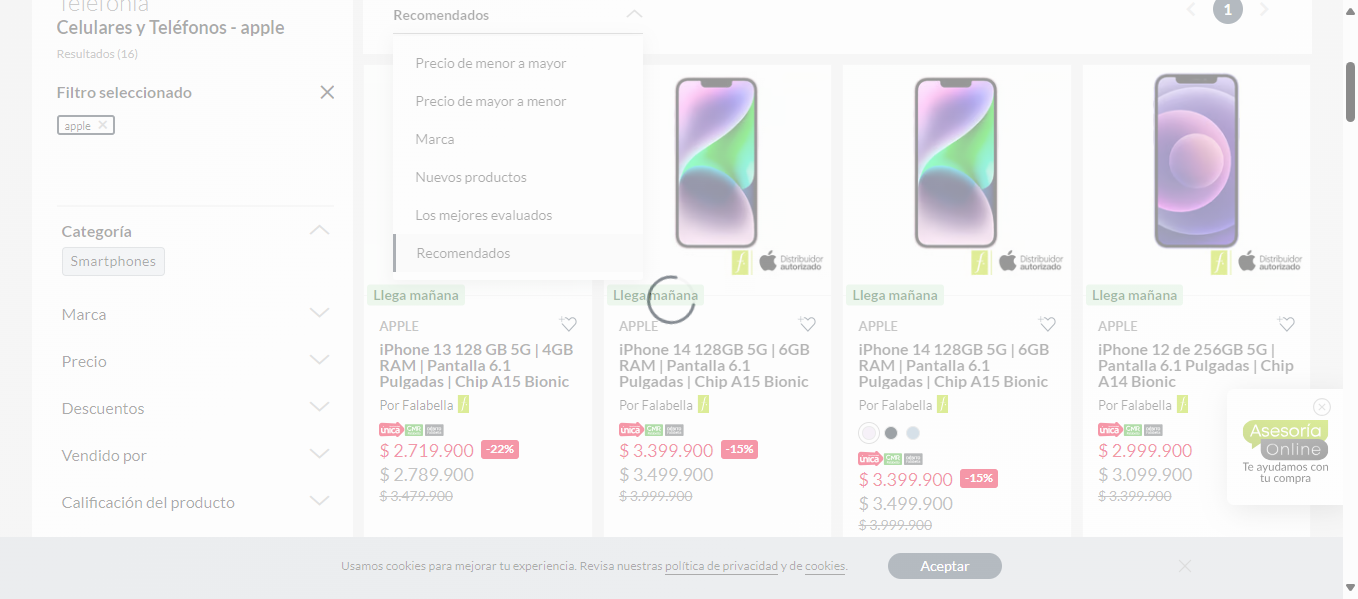 Telefonía
Celulares y Teléfonos - apple
Resultados (16)
Filtro seleccionado
apple
Categoría
Smartphones
Marca
Precio
Descuentos
Vendido por
Calificación del producto
Recomendados
Precio de menor a mayor
Precio de mayor a menor
Marca
Nuevos productos
Los mejores evaluados
Recomendados
1
Llega mañana
APPLE
iPhone 13 128 GB 5G | 4GB
RAM | Pantalla 6.1
Pulgadas | Chip A15 Bionic
Por Falabella f
unica CMR
$ 2.719.900 -22%
$ 2.789.900
$ 3.479.900
f Distribuidor
autorizado
Llega mañana
APPLE
iPhone 14 128GB 5G | 6GB
RAM | Pantalla 6.1
Pulgadas | Chip A15 Bionic
Por Falabella f
unica CMR
$ 3.399.900 -15%
$ 3.499.900
$ 3.999.900
f Distribuidor
autorizado
Llega mañana
APPLE
iPhone 14 128GB 5G | 6GB
RAM | Pantalla 6.1
Pulgadas | Chip A15 Bionic
Por Falabella f
unica CMR
$ 3.399.900 -15%
$ 3.499.900
$ 3.999.900
f Distribuidor
autorizado
Llega mañana
APPLE
iPhone 12 de 256GB 5G |
Pantalla 6.1 Pulgadas | Chip
A14 Bionic
Por Falabella f
unica CMR
$ 2.999.900
$ 3.099.900
$ 3.399.900
Asesoría
Online
Te ayudamos con
tu compra
Usamos cookies para mejorar tu experiencia. Revisa nuestras política de privacidad y de cookies.
Aceptar